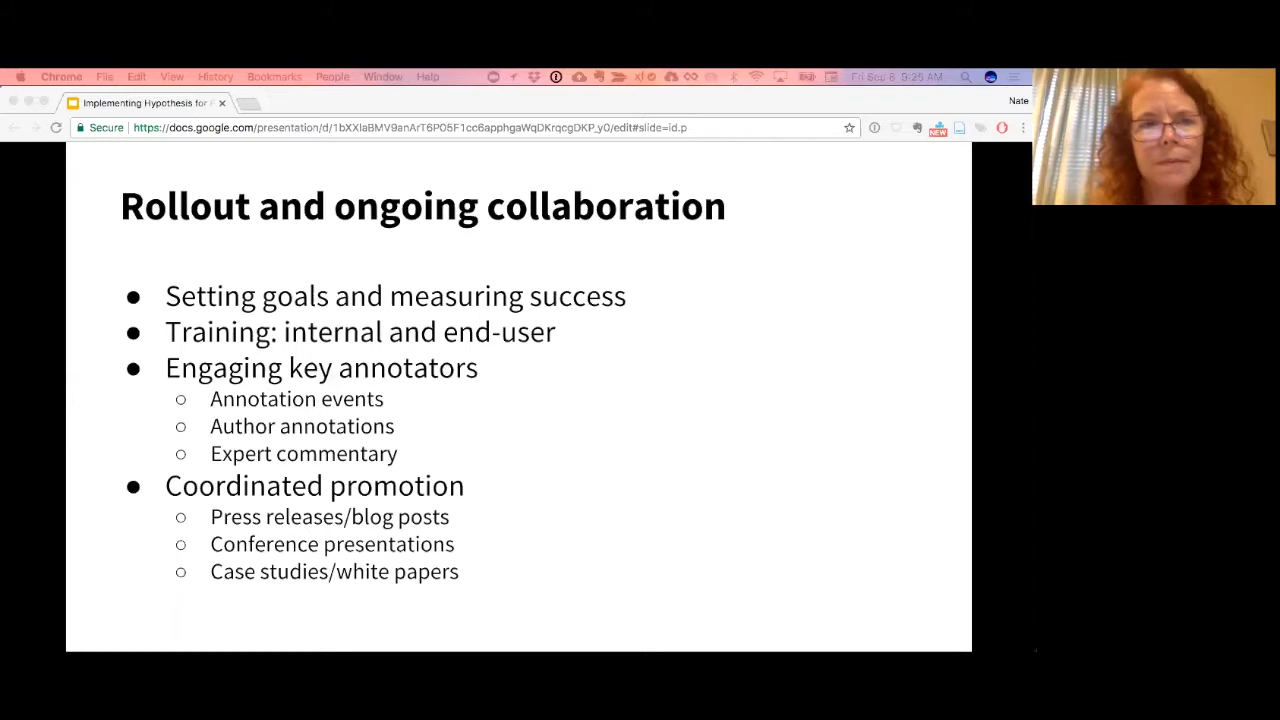 Chrome File Edit View History Bookmarks People Window Help Fri Sep 8 9:25 AM
Implementing Hypothesis for
Nate
Secure https://docs.google.com/presentation/d/1bXXlaBMV9anArT6P05F1cc6apphgaWqDKrqcgDKP_y0/edit#slide=id.p
NEW
Rollout and ongoing collaboration
● Setting goals and measuring success
● Training: internal and end-user
● Engaging key annotators
○ Annotation events
○ Author annotations
○ Expert commentary
● Coordinated promotion
○ Press releases/blog posts
○ Conference presentations
○ Case studies/white papers